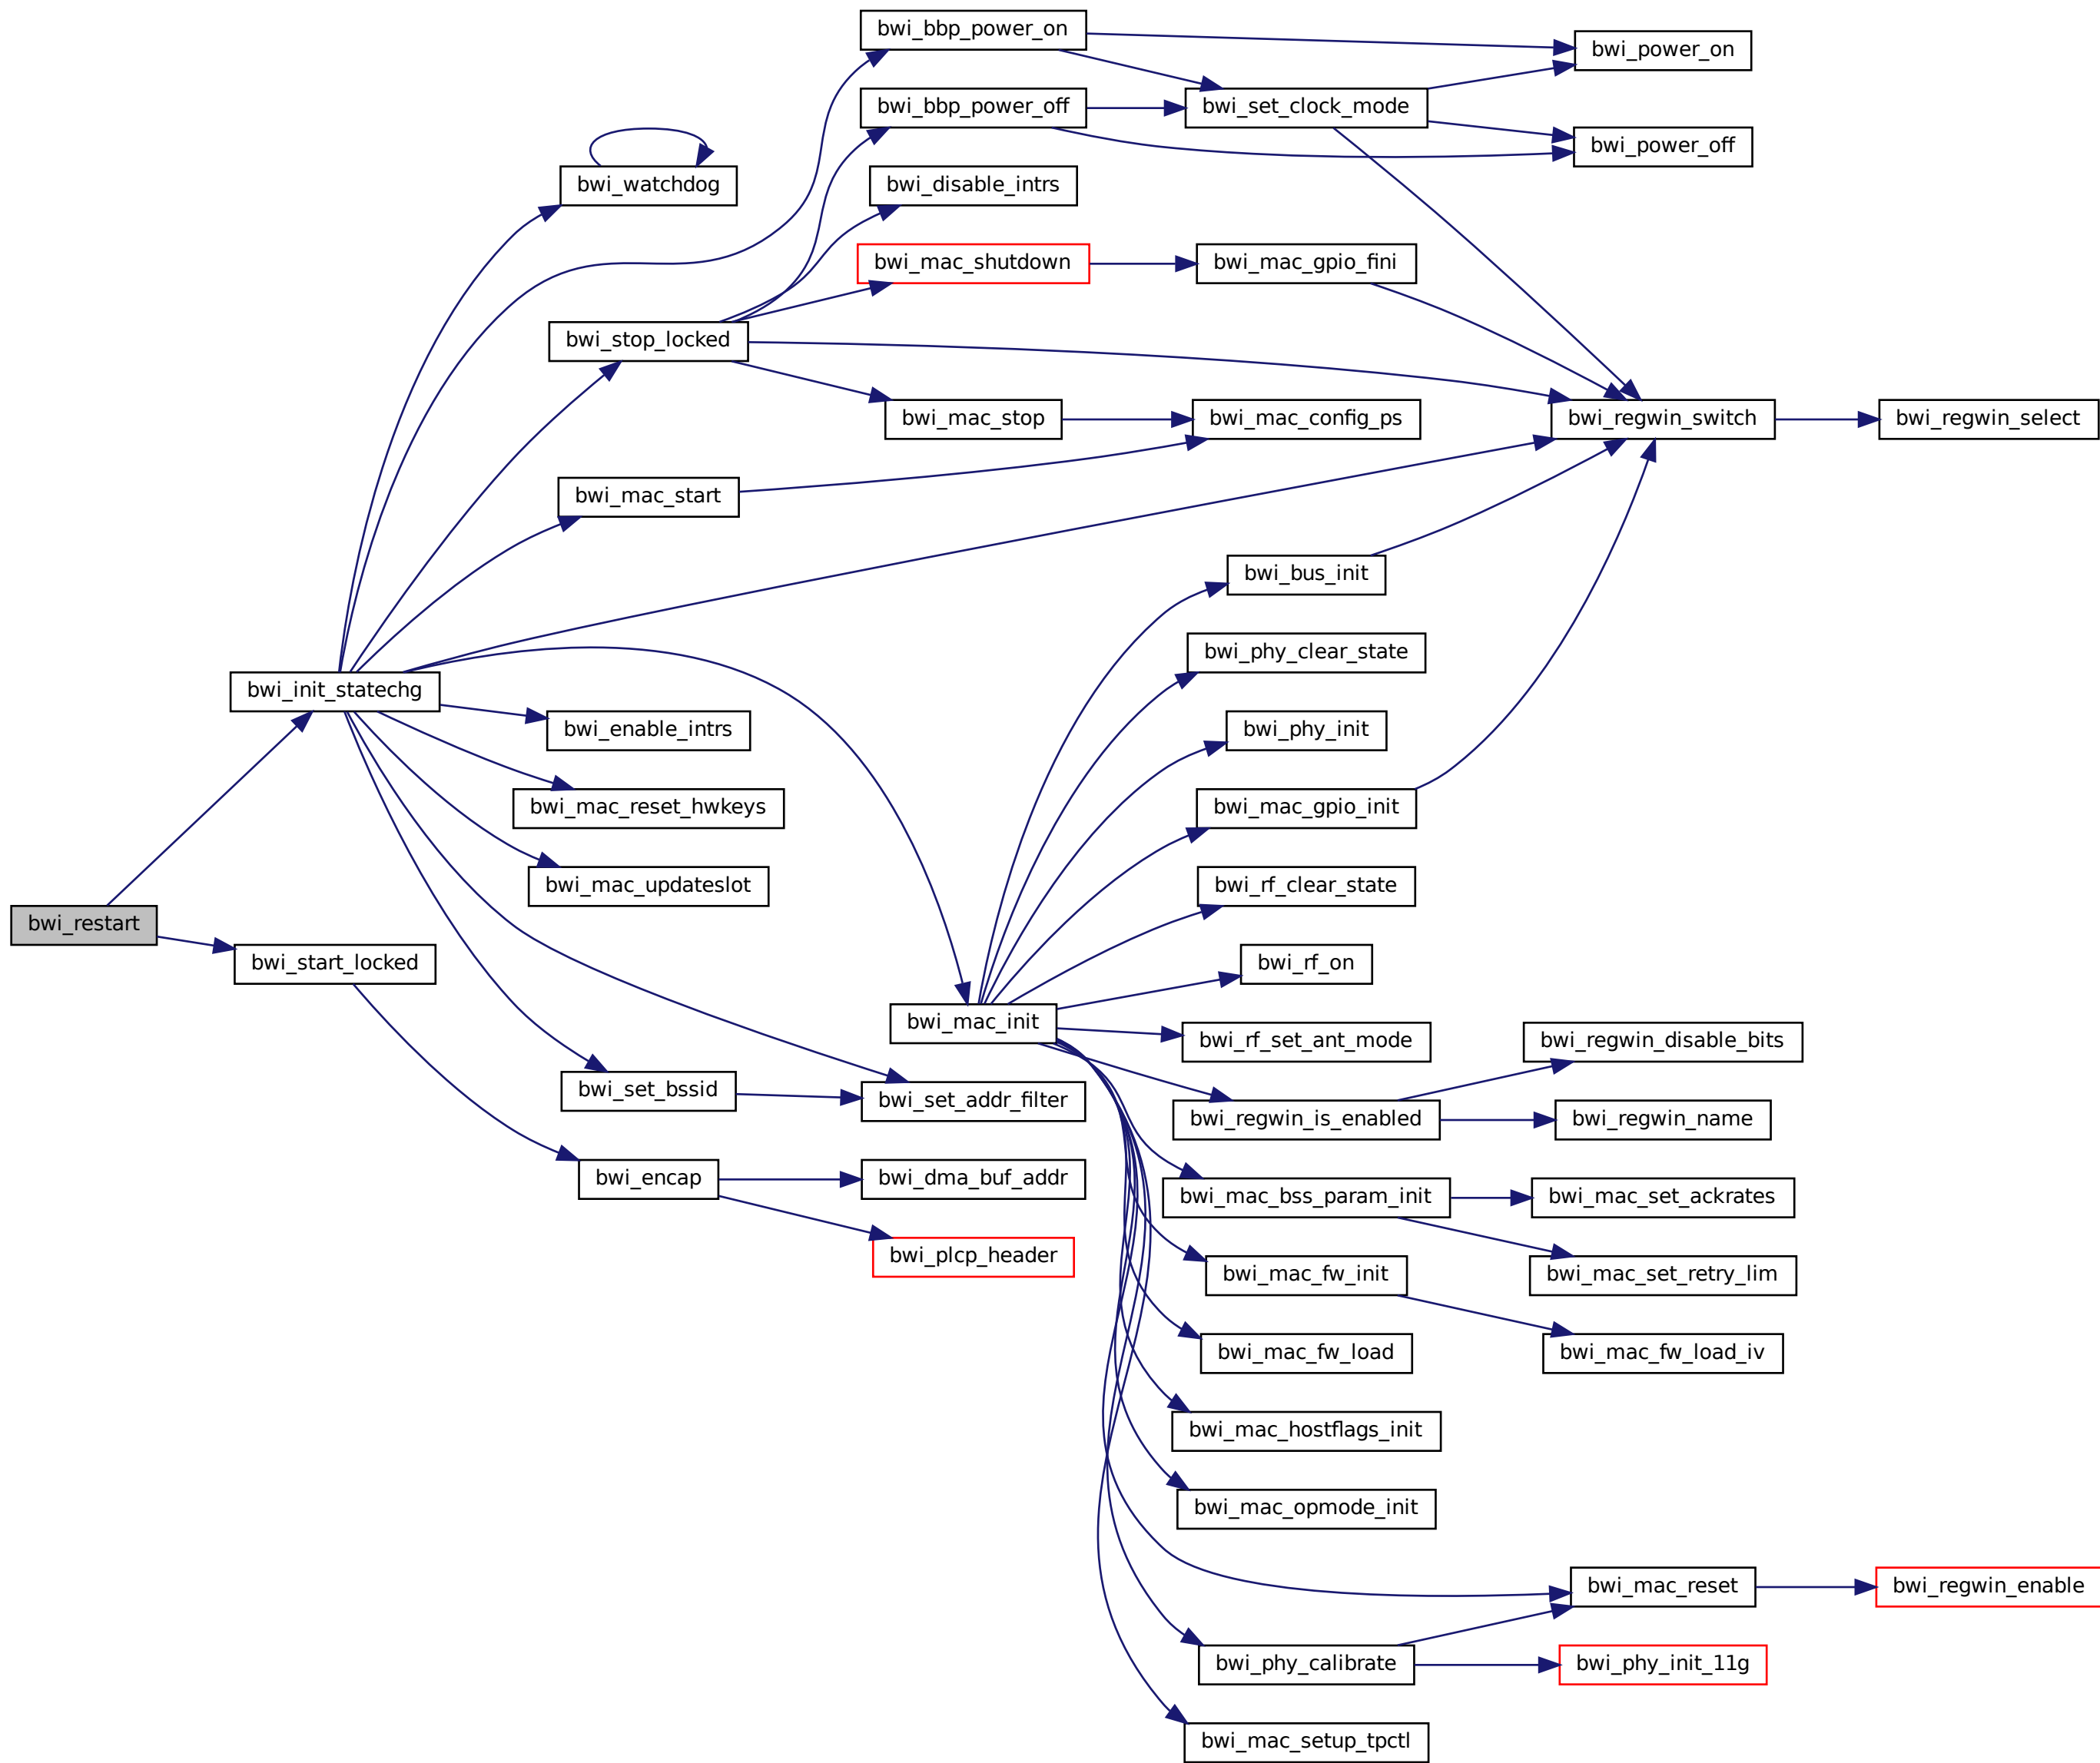 bwi_bbp_power_on
bwi_power_on
bwi_bbp_power_off
bwi_set_clock_mode
bwi_power_off
bwi_watchdog
bwi_disable_intrs
bwi_mac_shutdown
bwi_mac_gpio_fini
bwi_stop_locked
bwi_mac_stop
bwi_mac_config_ps
bwi_regwin_switch
bwi_regwin_select
bwi_mac_start
bwi_bus_init
bwi_phy_clear_state
bwi_init_statechg
bwi_enable_intrs
bwi_phy_init
bwi_mac_reset_hwkeys
bwi_mac_gpio_init
bwi_mac_updateslot
bwi_rf_clear_state
bwi_restart
bwi_start_locked
bwi_rf_on
bwi_mac_init
bwi_rf_set_ant_mode
bwi_regwin_disable_bits
bwi_set_bssid
bwi_set_addr_filter
bwi_regwin_is_enabled
bwi_regwin_name
bwi_encap
bwi_dma_buf_addr
bwi_mac_bss_param_init
bwi_mac_set_ackrates
bwi_plcp_header
bwi_mac_fw_init
bwi_mac_set_retry_lim
bwi_mac_fw_load
bwi_mac_fw_load_iv
bwi_mac_hostflags_init
bwi_mac_opmode_init
bwi_mac_reset
bwi_regwin_enable
bwi_phy_calibrate
bwi_phy_init_11g
bwi_mac_setup_tpctl